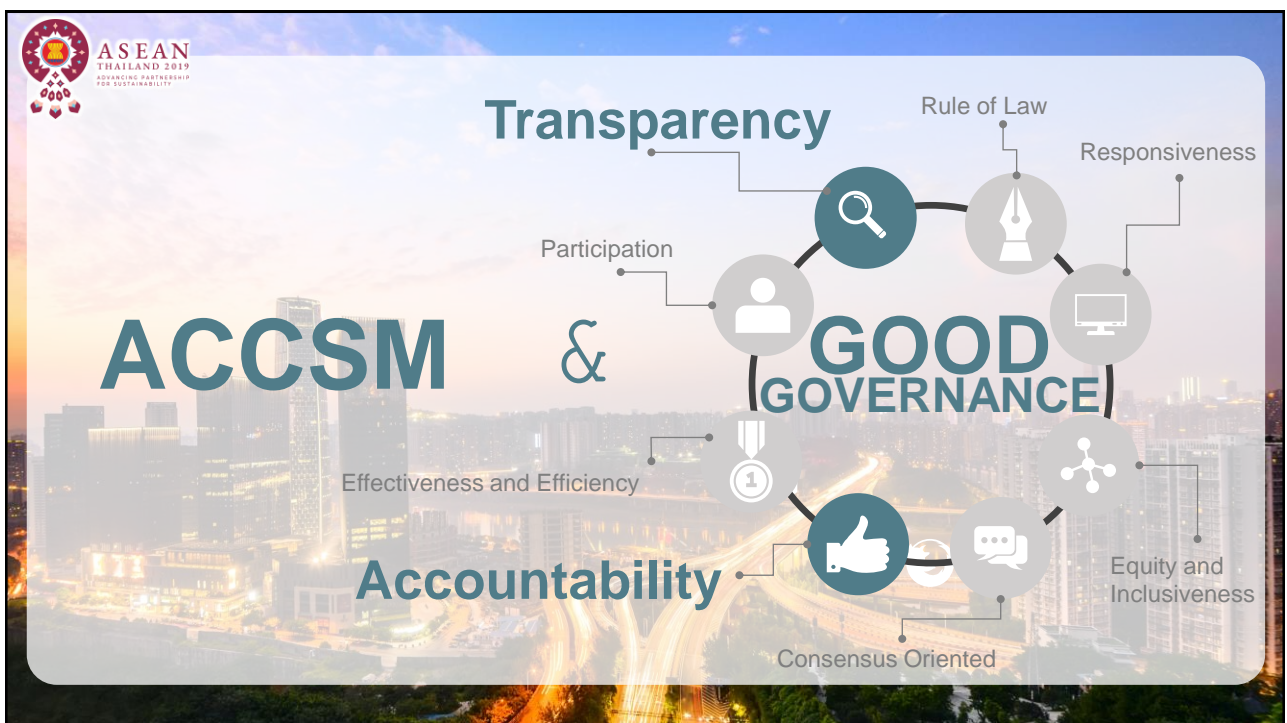 ASEAN
THAILAND 2019
ADVANCING PARTNERSHIP
FOR SUSTAINABILITY
Transparency
Rule of Law
Responsiveness
Participation
ACCSM
&
GOOD
GOVERNANCE
Effectiveness and Efficiency
1
Accountability
Equity and
Inclusiveness
Consensus Oriented